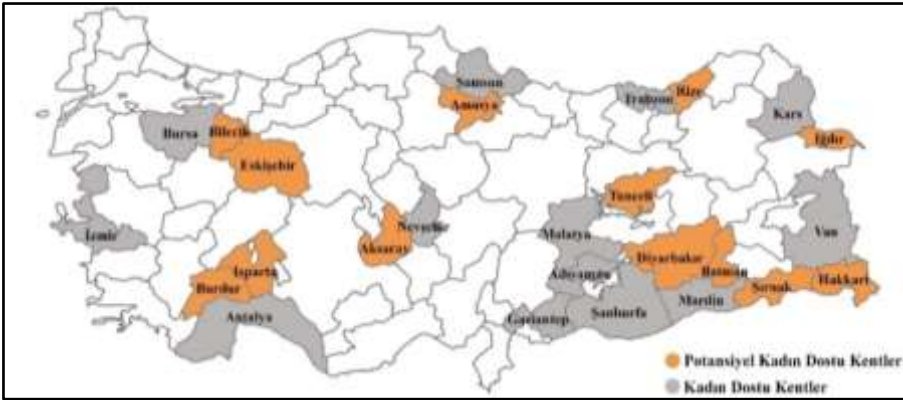 Samsun
Amasya
Trabzon
Rize
Kars
Bursa
Bilecik
Iğdır
Eskişehir
Tunceli
İzmir
Nevşehir
Malatya
Van
Aksaray
Diyarbakır
Isparta
Adıyaman
Batman
Hakkari
Burdur
Mardin
Şırnak
Antalya
Gaziantep
Şanlıurfa
Potansiyel Kadın Dostu Kentler
Kadın Dostu Kentler